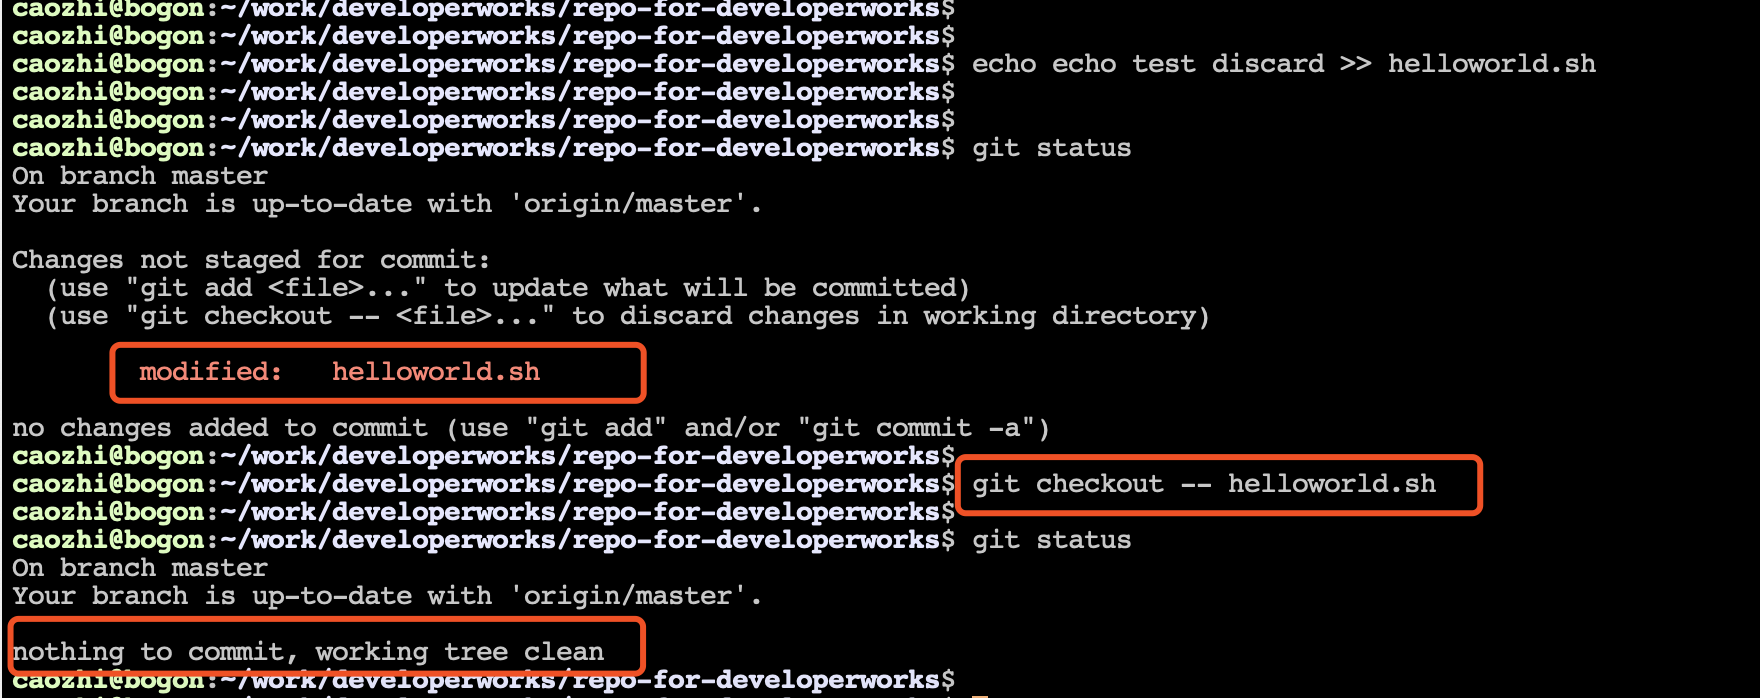 caozhi@bogon:~/work/developerworks/repo-for-developerworks$
caozhi@bogon:~/work/developerworks/repo-for-developerworks$
caozhi@bogon:~/work/developerworks/repo-for-developerworks$ echo echo test discard >> helloworld.sh
caozhi@bogon:~/work/developerworks/repo-for-developerworks$
caozhi@bogon:~/work/developerworks/repo-for-developerworks$
caozhi@bogon:~/work/developerworks/repo-for-developerworks$ git status
On branch master
Your branch is up-to-date with 'origin/master'.
Changes not staged for commit:
  (use "git add <file>..." to update what will be committed)
  (use "git checkout -- <file>..." to discard changes in working directory)
        modified:   helloworld.sh
no changes added to commit (use "git add" and/or "git commit -a")
caozhi@bogon:~/work/developerworks/repo-for-developerworks$
caozhi@bogon:~/work/developerworks/repo-for-developerworks$ git checkout -- helloworld.sh
caozhi@bogon:~/work/developerworks/repo-for-developerworks$
caozhi@bogon:~/work/developerworks/repo-for-developerworks$ git status
On branch master
Your branch is up-to-date with 'origin/master'.
nothing to commit, working tree clean
caozhi@bogon:~/work/developerworks/repo-for-developerworks$